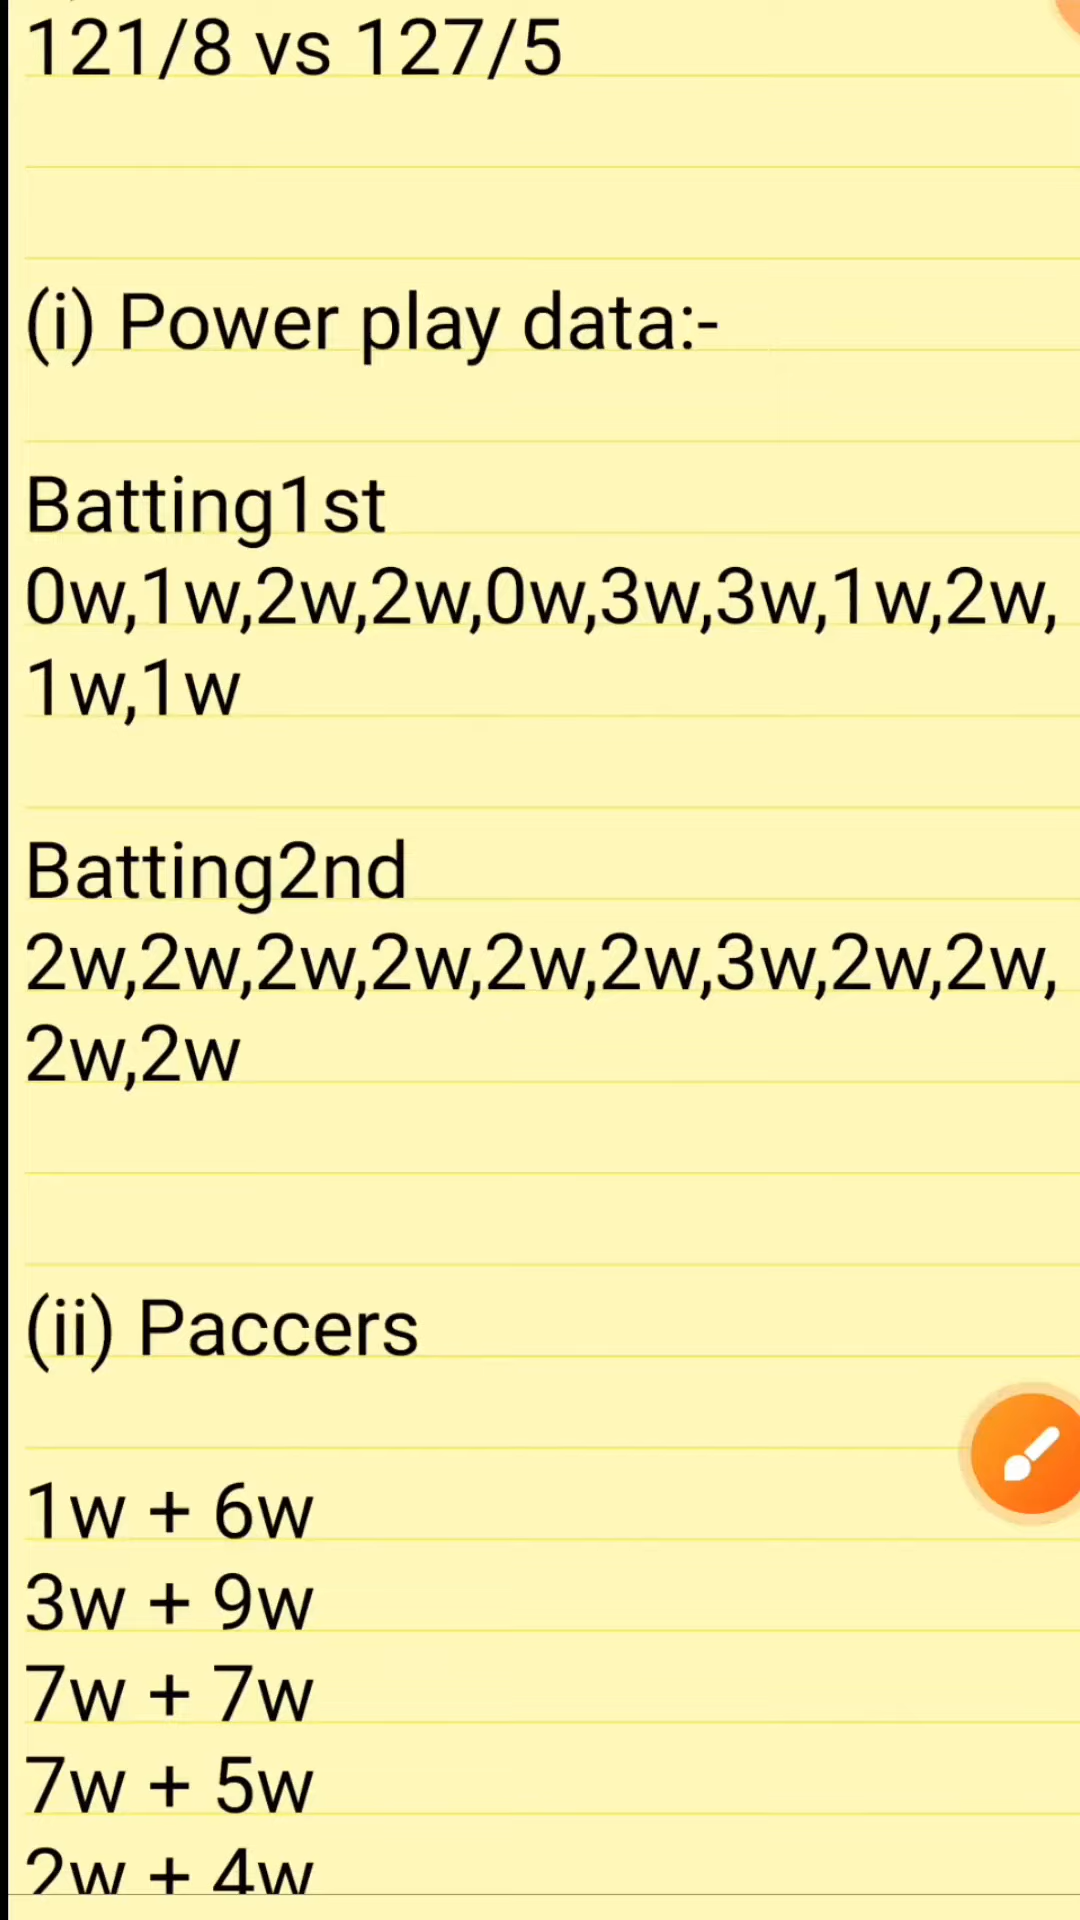 121/8 vs 127/5
(i) Power play data:-
Batting1st
0w,1w,2w,2w,0w,3w,3w,1w,2w,
1w,1w
Batting2nd
2w,2w,2w,2w,2w,2w,3w,2w,2w,
2w,2w
(ii) Paccers
1w + 6w
3w + 9w
7w + 7w
7w + 5w
2w + 4w